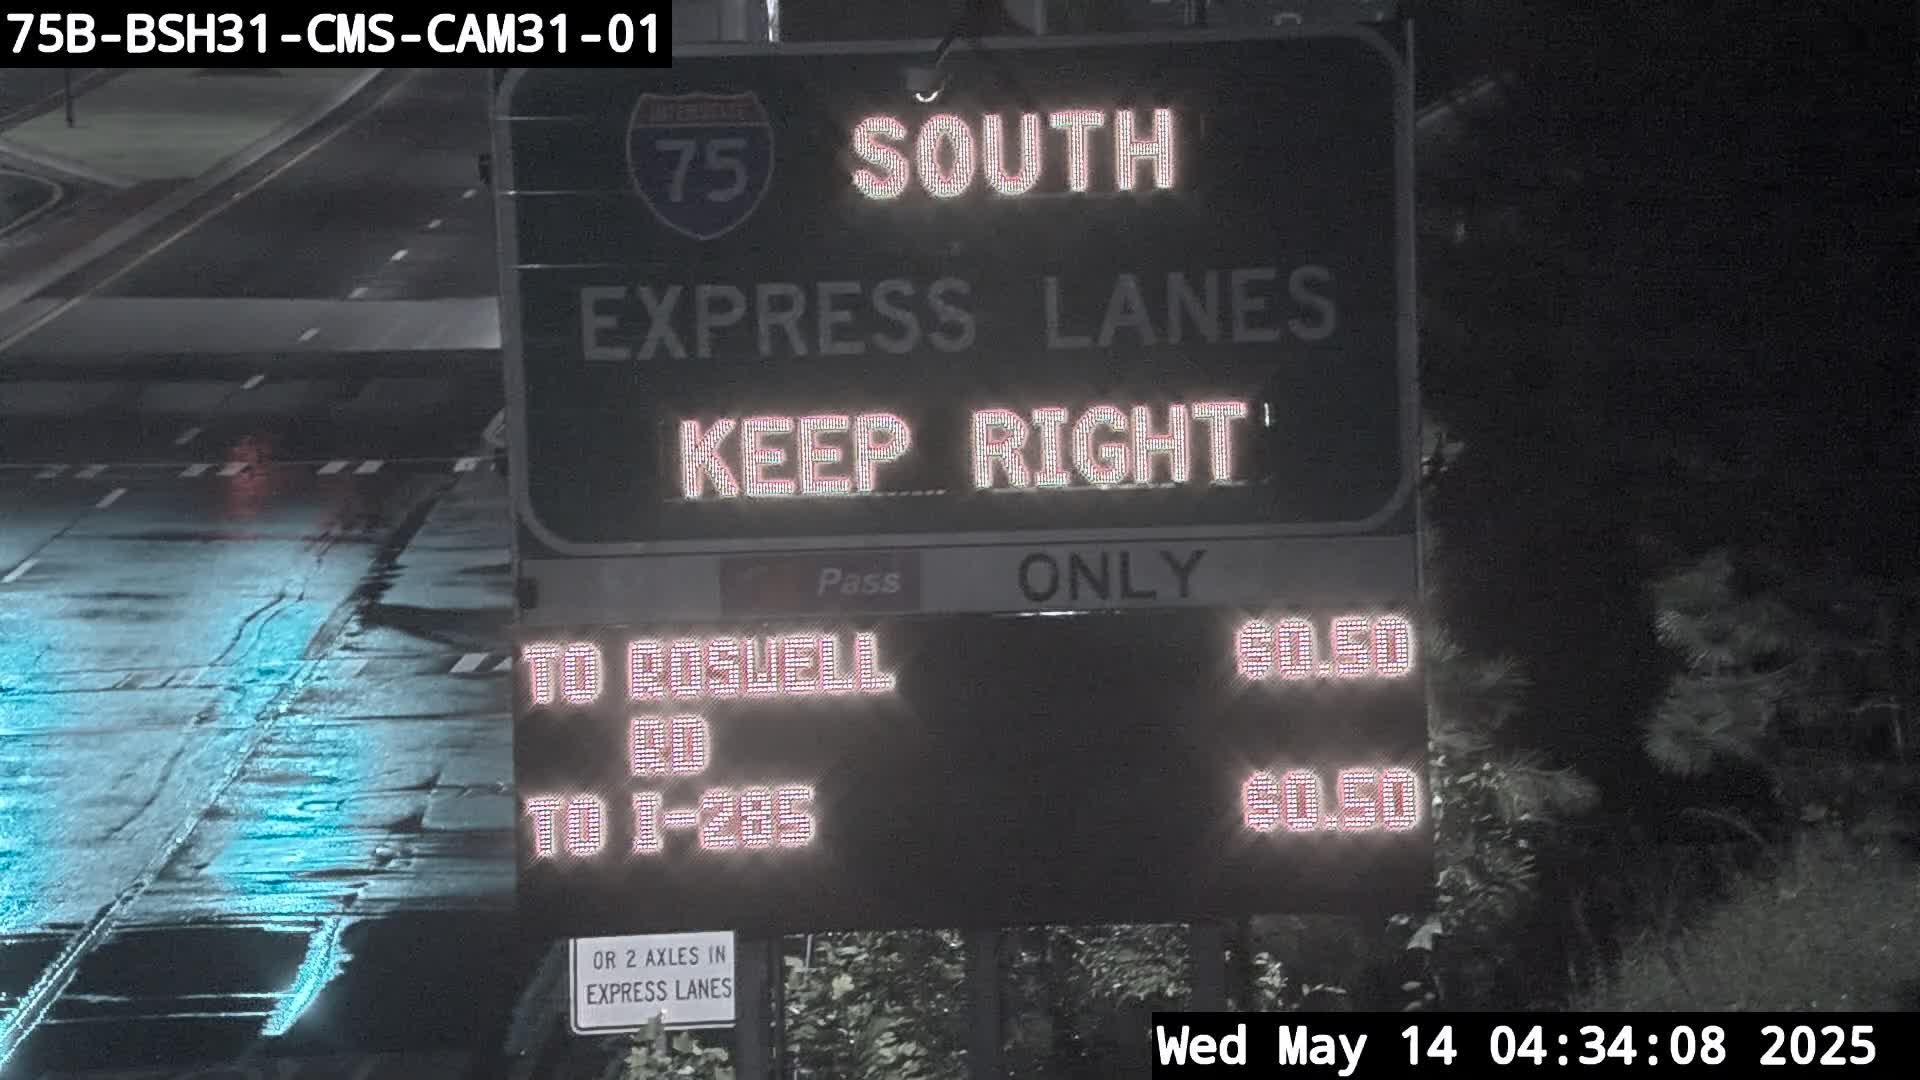 75B-BSH31-CMS-CAM31-01
INTERSTATE
75
SOUTH
EXPRESS LANES
KEEP RIGHT
Pass ONLY
TO ROSWELL $0.50
RD
TO I-285 $0.50
OR 2 AXLES IN
EXPRESS LANES
Wed May 14 04:34:08 2025